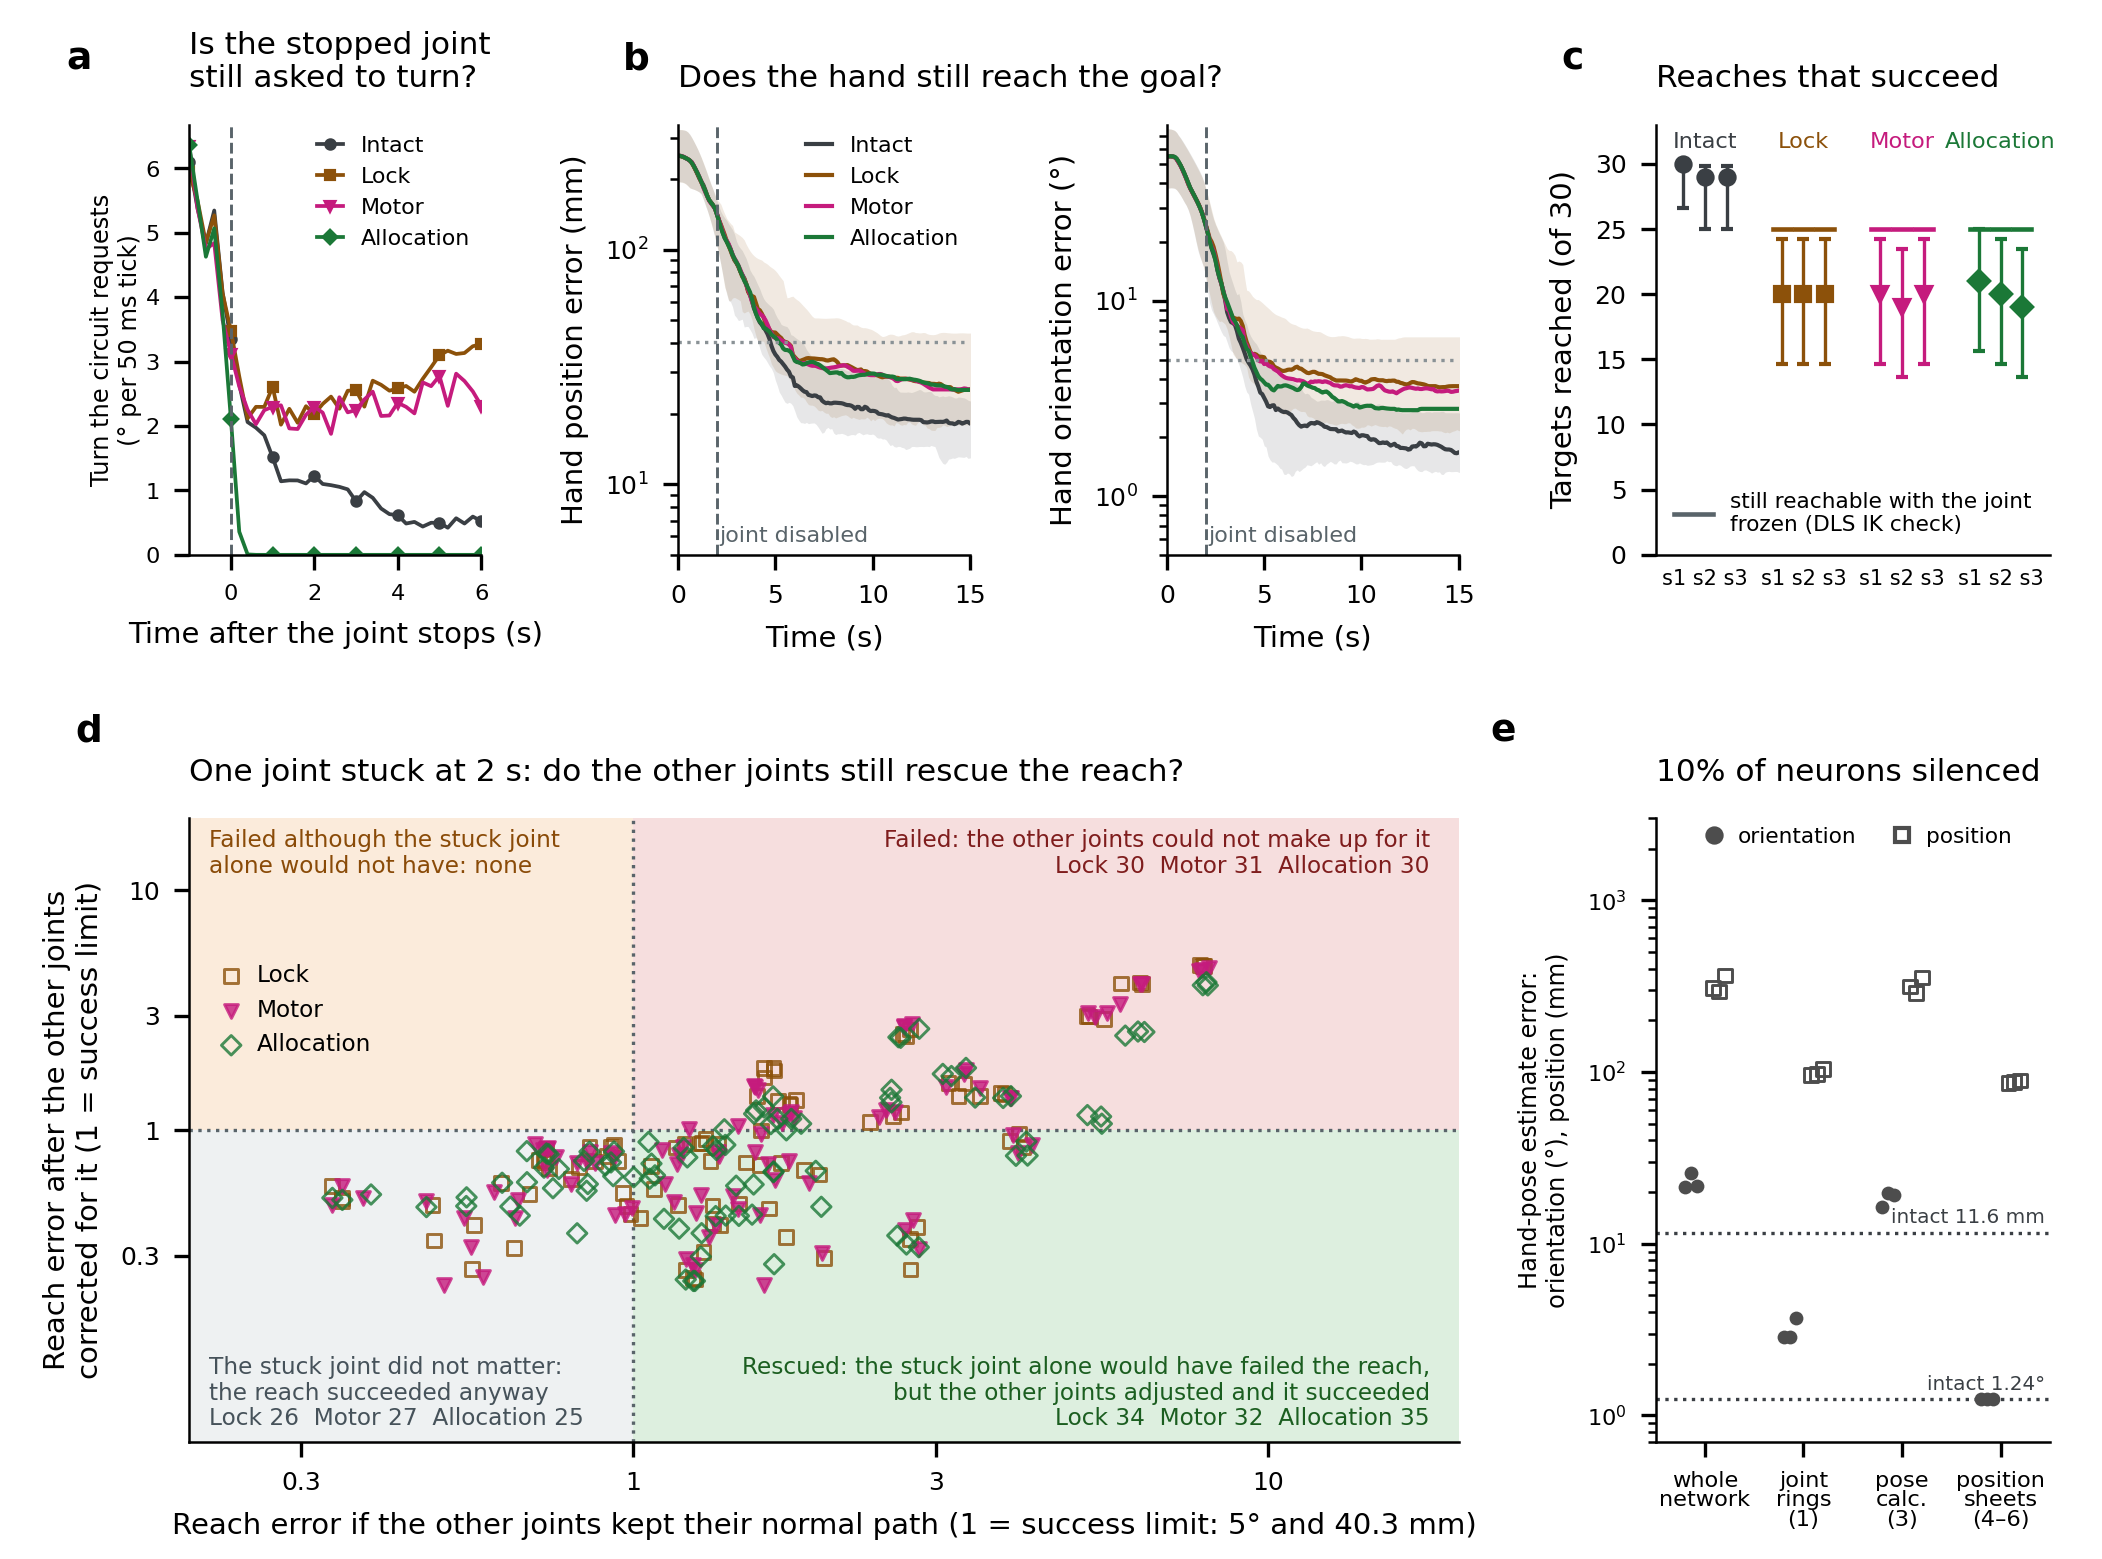 a
Is the stopped joint
still asked to turn?
Turn the circuit requests
(° per 50 ms tick)
6
5
4
3
2
1
0
Intact
Lock
Motor
Allocation
0 2 4 6
Time after the joint stops (s)
b
Does the hand still reach the goal?
Hand position error (mm)
10²
10¹
Intact
Lock
Motor
Allocation
joint disabled
0 5 10 15
Time (s)
Hand orientation error (°)
10¹
10⁰
joint disabled
0 5 10 15
Time (s)
c
Reaches that succeed
Targets reached (of 30)
30
25
20
15
10
5
0
Intact Lock Motor Allocation
still reachable with the joint
frozen (DLS IK check)
s1 s2 s3 s1 s2 s3 s1 s2 s3 s1 s2 s3
d
One joint stuck at 2 s: do the other joints still rescue the reach?
Reach error after the other joints
corrected for it (1 = success limit)
10
3
1
0.3
Failed although the stuck joint
alone would not have: none
Failed: the other joints could not make up for it
Lock 30 Motor 31 Allocation 30
Lock
Motor
Allocation
The stuck joint did not matter:
the reach succeeded anyway
Lock 26 Motor 27 Allocation 25
Rescued: the stuck joint alone would have failed the reach,
but the other joints adjusted and it succeeded
Lock 34 Motor 32 Allocation 35
0.3 1 3 10
Reach error if the other joints kept their normal path (1 = success limit: 5° and 40.3 mm)
e
10% of neurons silenced
Hand-pose estimate error:
orientation (°), position (mm)
orientation position
10³
10²
10¹
10⁰
intact 11.6 mm
intact 1.24°
whole
network
joint
rings
(1)
pose
calc.
(3)
position
sheets
(4–6)